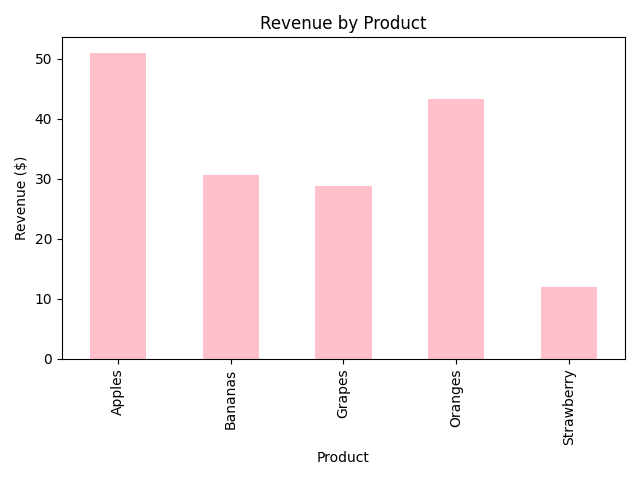 Revenue by Product
Revenue ($)
50
40
30
20
10
0
Apples
Bananas
Grapes
Oranges
Strawberry
Product